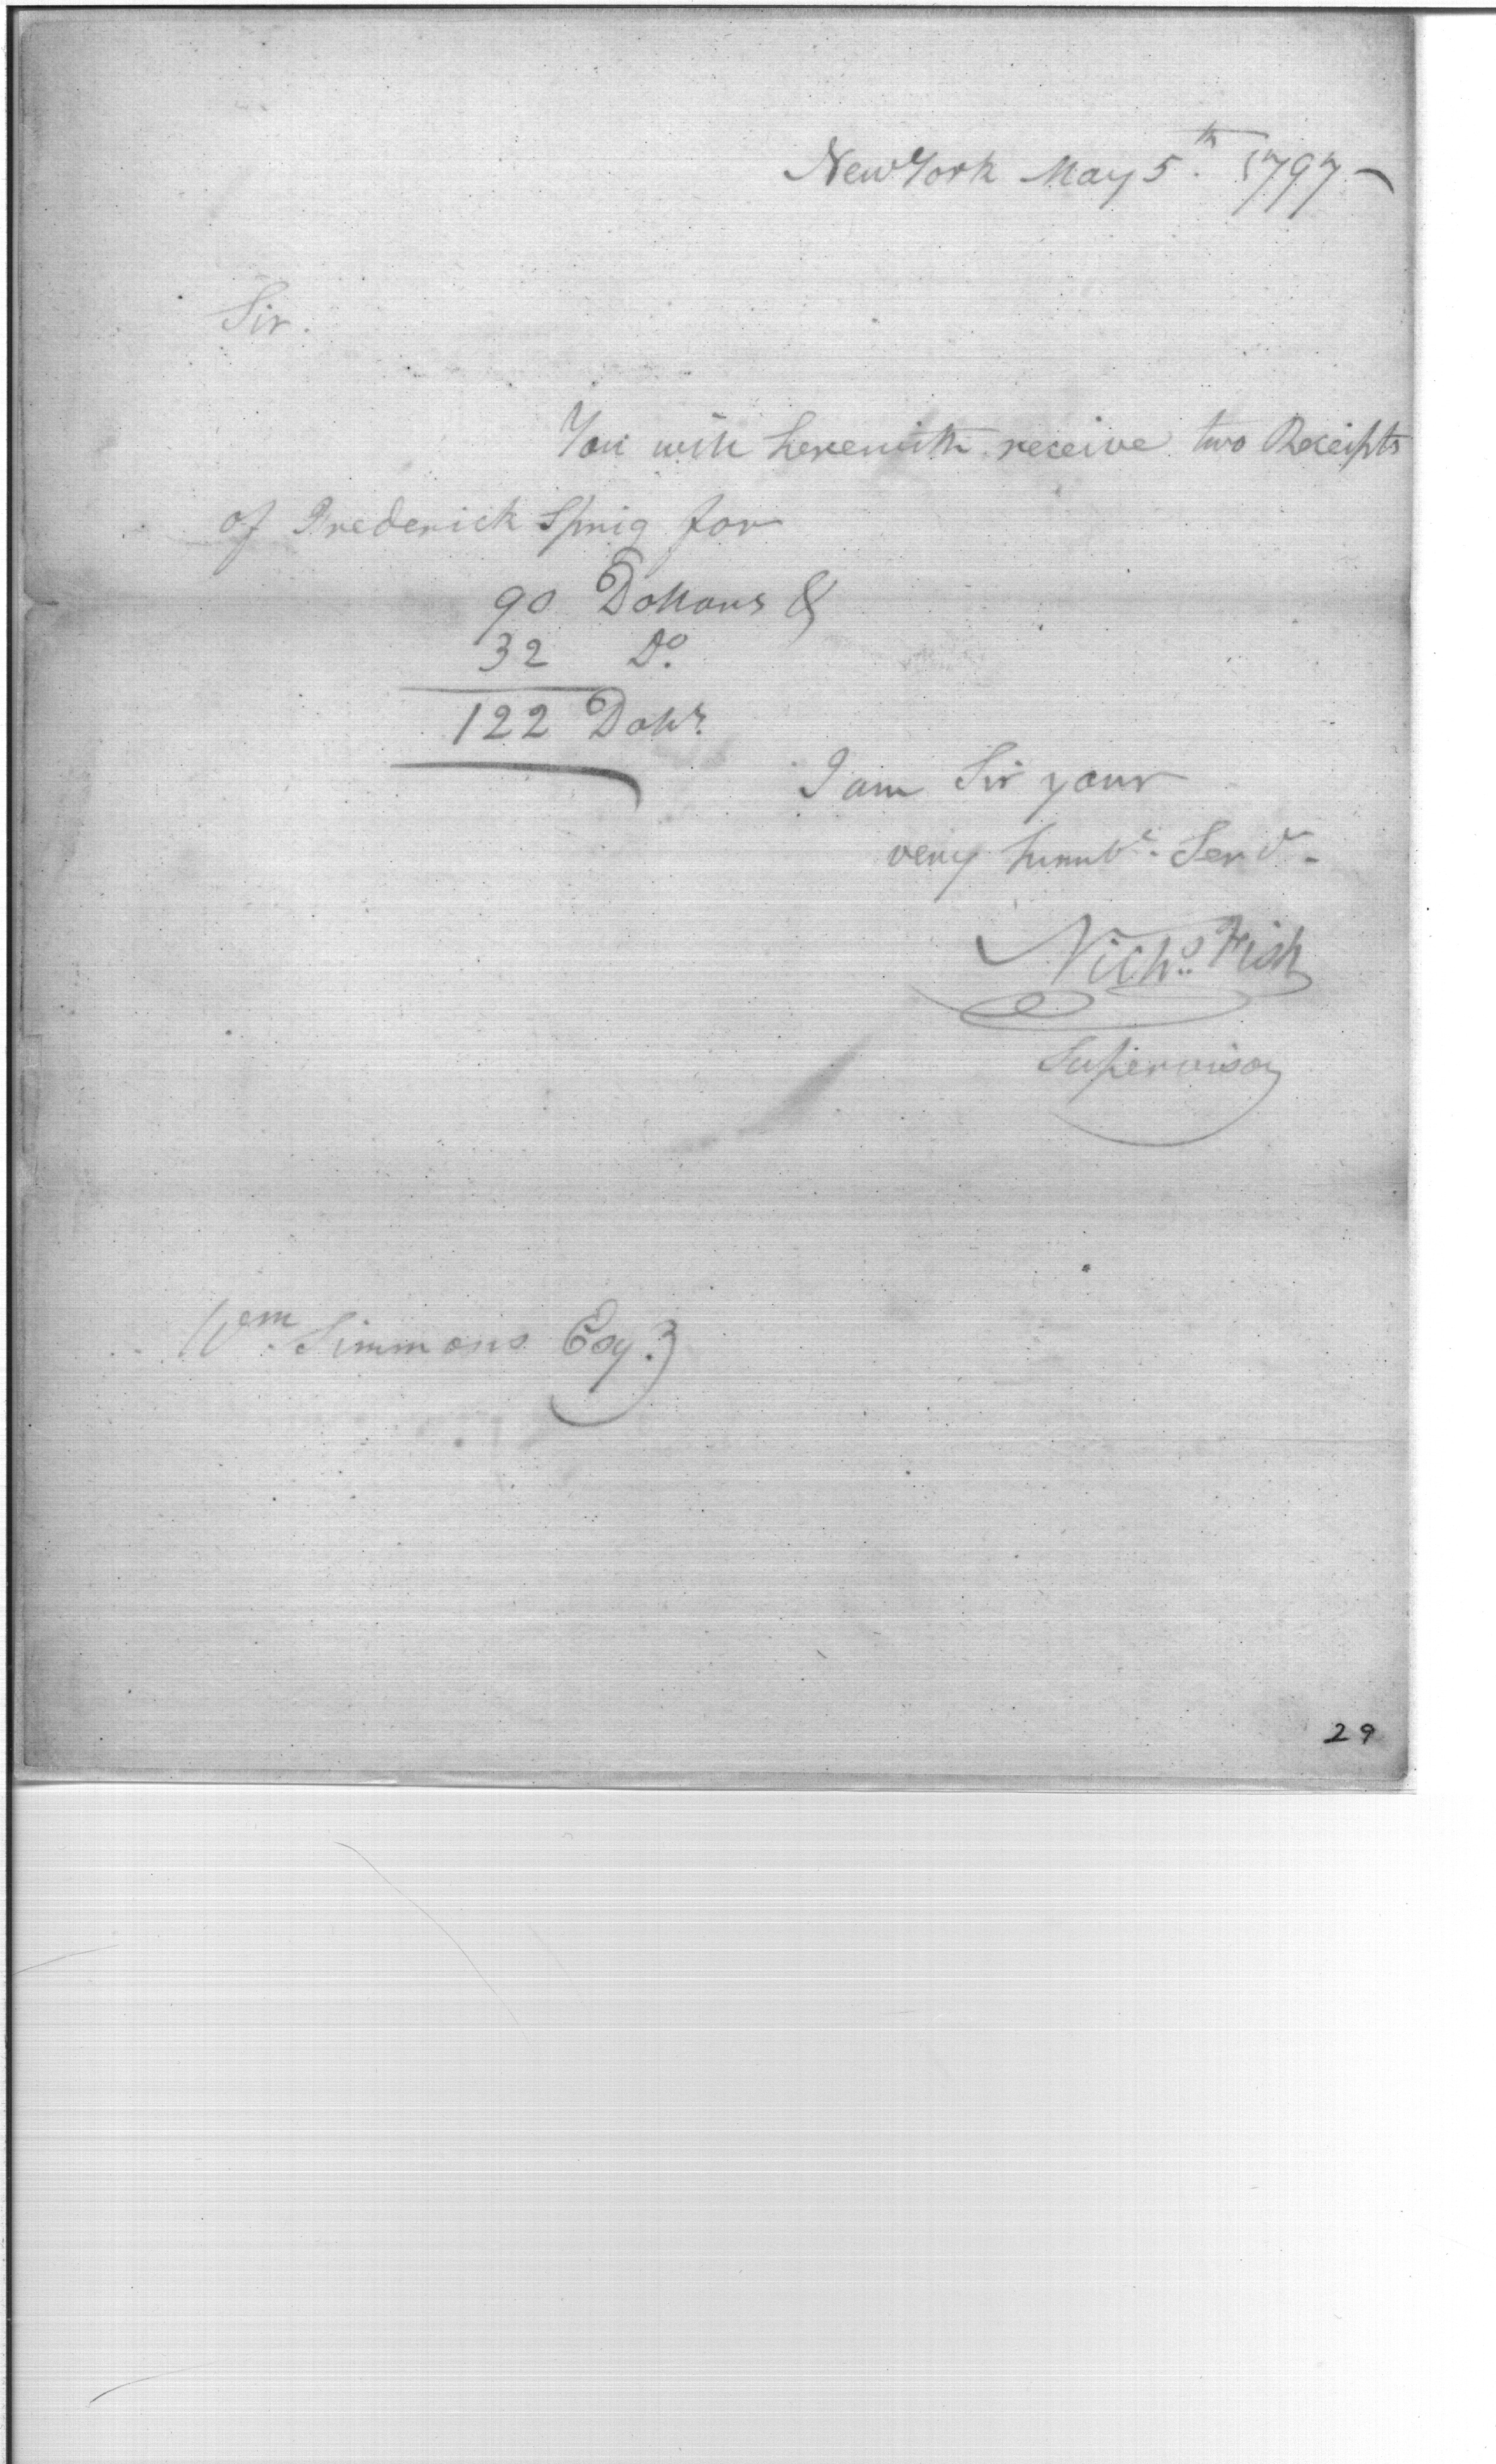 New York May 5th. 1797 -
Sir.
You will herewith receive two Receipts
of Frederick Sprig for
90 Dollars &
32 Do.
122 Dolls.
I am Sir your
very humbe. Servt.
Nichs. Fish
Supervisor
Wm. Simmons Esqr.
29